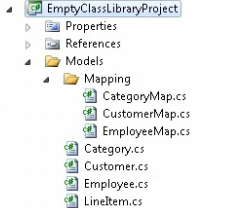 EmptyClassLibraryProject
Properties
References
Models
Mapping
CategoryMap.cs
CustomerMap.cs
EmployeeMap.cs
Category.cs
Customer.cs
Employee.cs
LineItem.cs